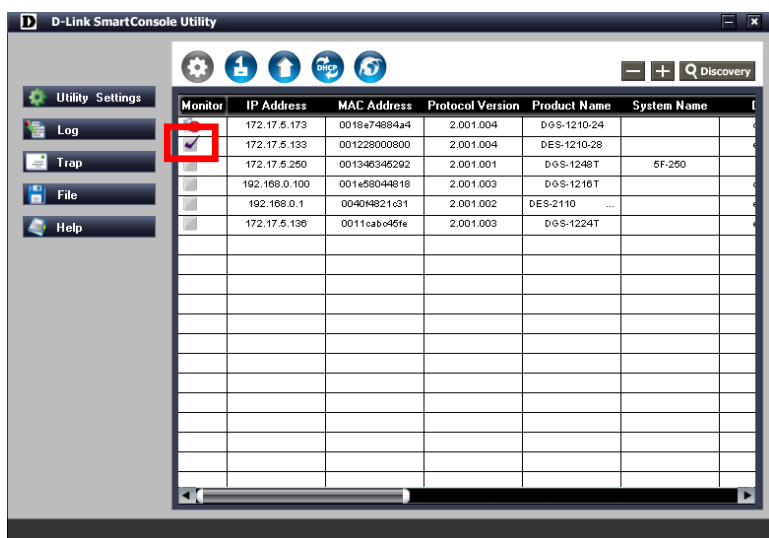 D D-Link SmartConsole Utility
DHCP
Discovery
Utility Settings
Log
Trap
File
Help
Monitor IP Address MAC Address Protocol Version Product Name System Name
172.17.5.173 0018e74884a4 2.001.004 DGS-1210-24
172.17.5.133 001228000800 2.001.004 DES-1210-28
172.17.5.250 001346345292 2.001.001 DGS-1248T 5F-250
192.168.0.100 001e58044818 2.001.003 DGS-1216T
192.168.0.1 0040f4821c31 2.001.002 DES-2110 ...
172.17.5.136 0011cabc45fe 2.001.003 DGS-1224T